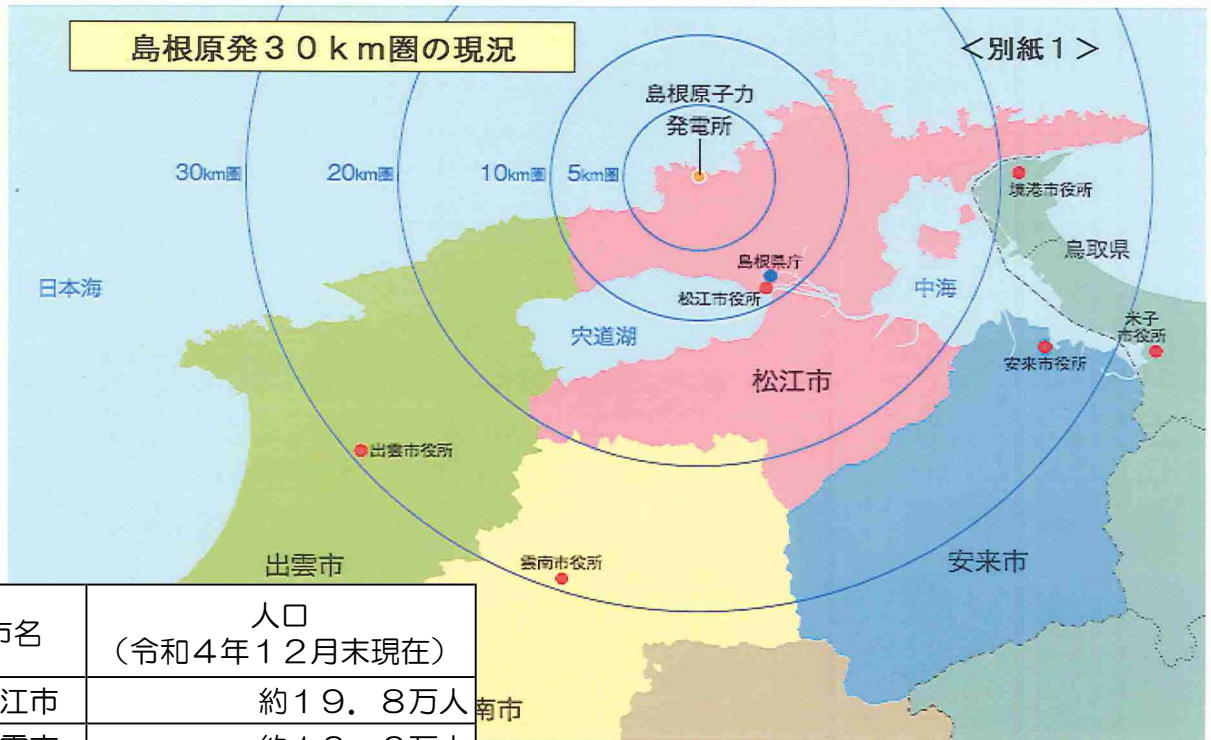 島根原発３０ｋｍ圏の現況
＜別紙１＞
島根原子力
発電所
30km圏
20km圏
10km圏
5km圏
境港市役所
鳥取県
島根県庁
松江市役所
日本海
中海
宍道湖
米子
市役所
安来市役所
松江市
出雲市役所
出雲市
雲南市役所
安来市
市名
人口
（令和４年１２月末現在）
江市
約１９．８万人
南市